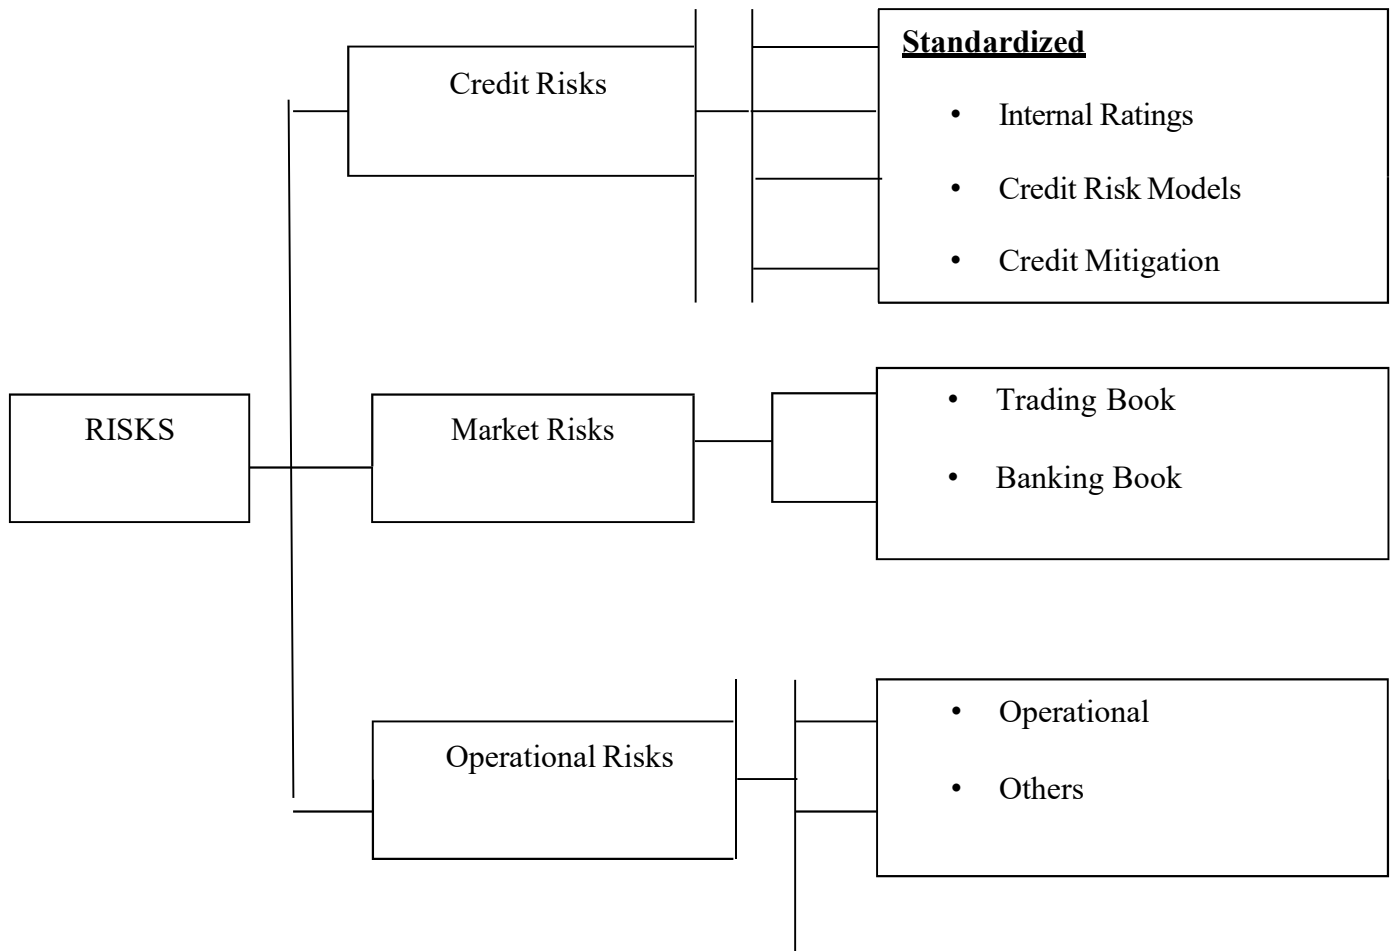 Standardized
Credit Risks
• Internal Ratings
• Credit Risk Models
• Credit Mitigation
RISKS
Market Risks
• Trading Book
• Banking Book
Operational Risks
• Operational
• Others